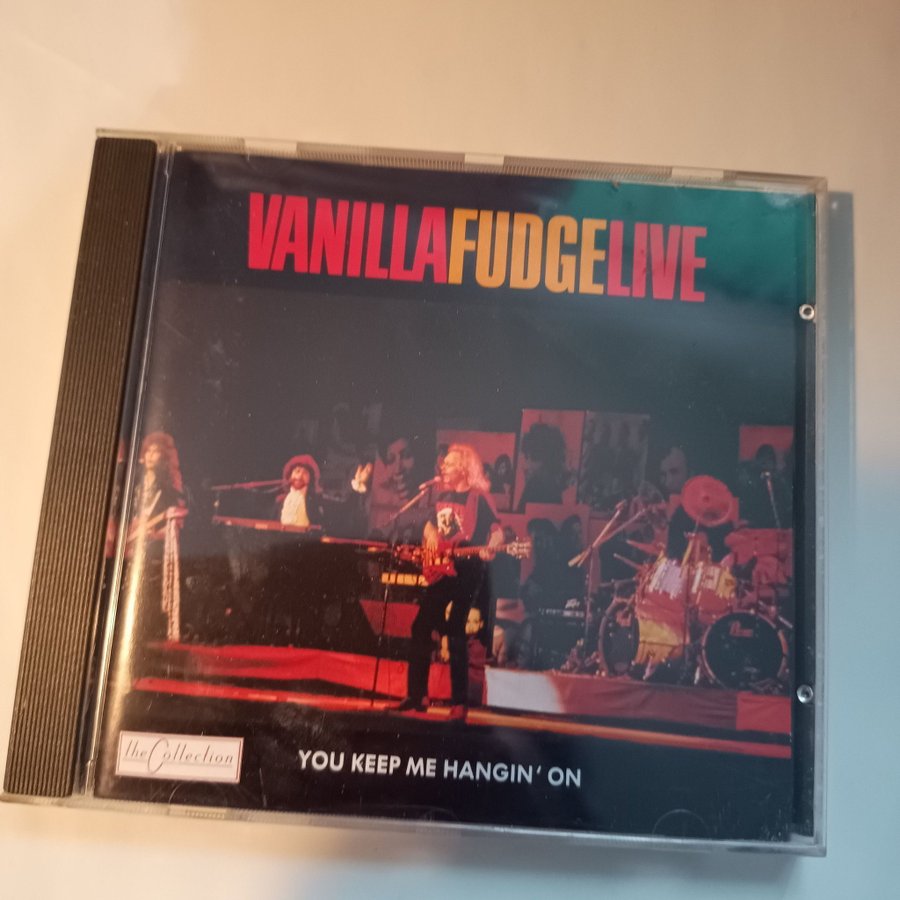 VANILLAFUDGELIVE
the Collection
YOU KEEP ME HANGIN' ON